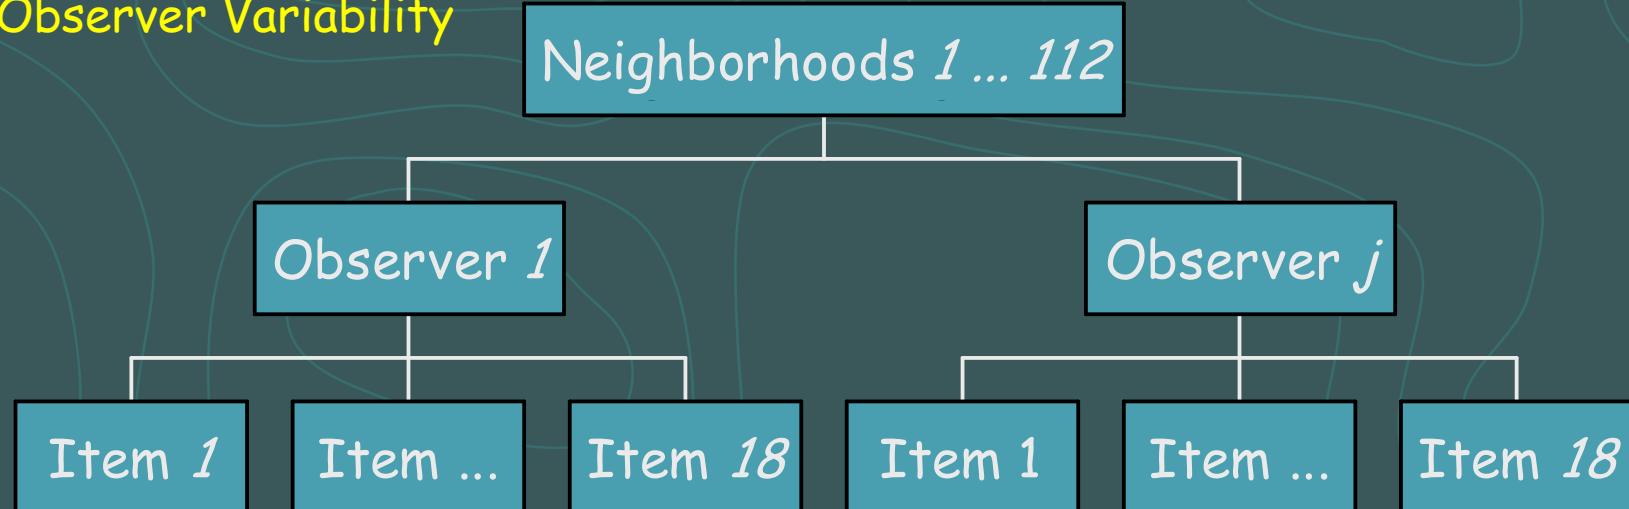 Observer Variability
Neighborhoods 1 ... 112
Observer 1
Observer j
Item 1
Item ...
Item 18
Item 1
Item ...
Item 18